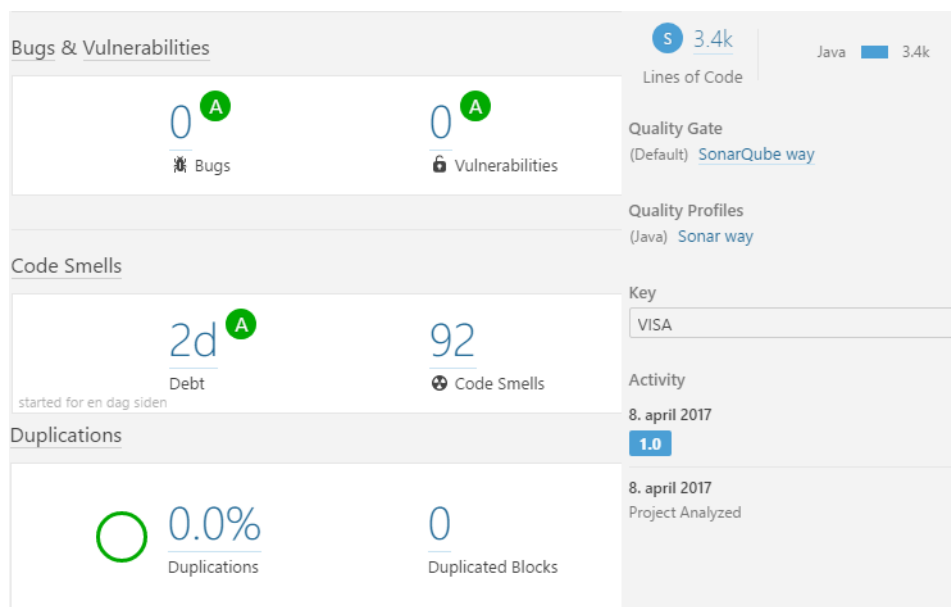 Bugs & Vulnerabilities
0 A
Bugs
0 A
Vulnerabilities
Code Smells
2d A
Debt
92
Code Smells
started for en dag siden
Duplications
0.0%
Duplications
0
Duplicated Blocks
S 3.4k
Lines of Code
Java 3.4k
Quality Gate
(Default) SonarQube way
Quality Profiles
(Java) Sonar way
Key
VISA
Activity
8. april 2017
1.0
8. april 2017
Project Analyzed